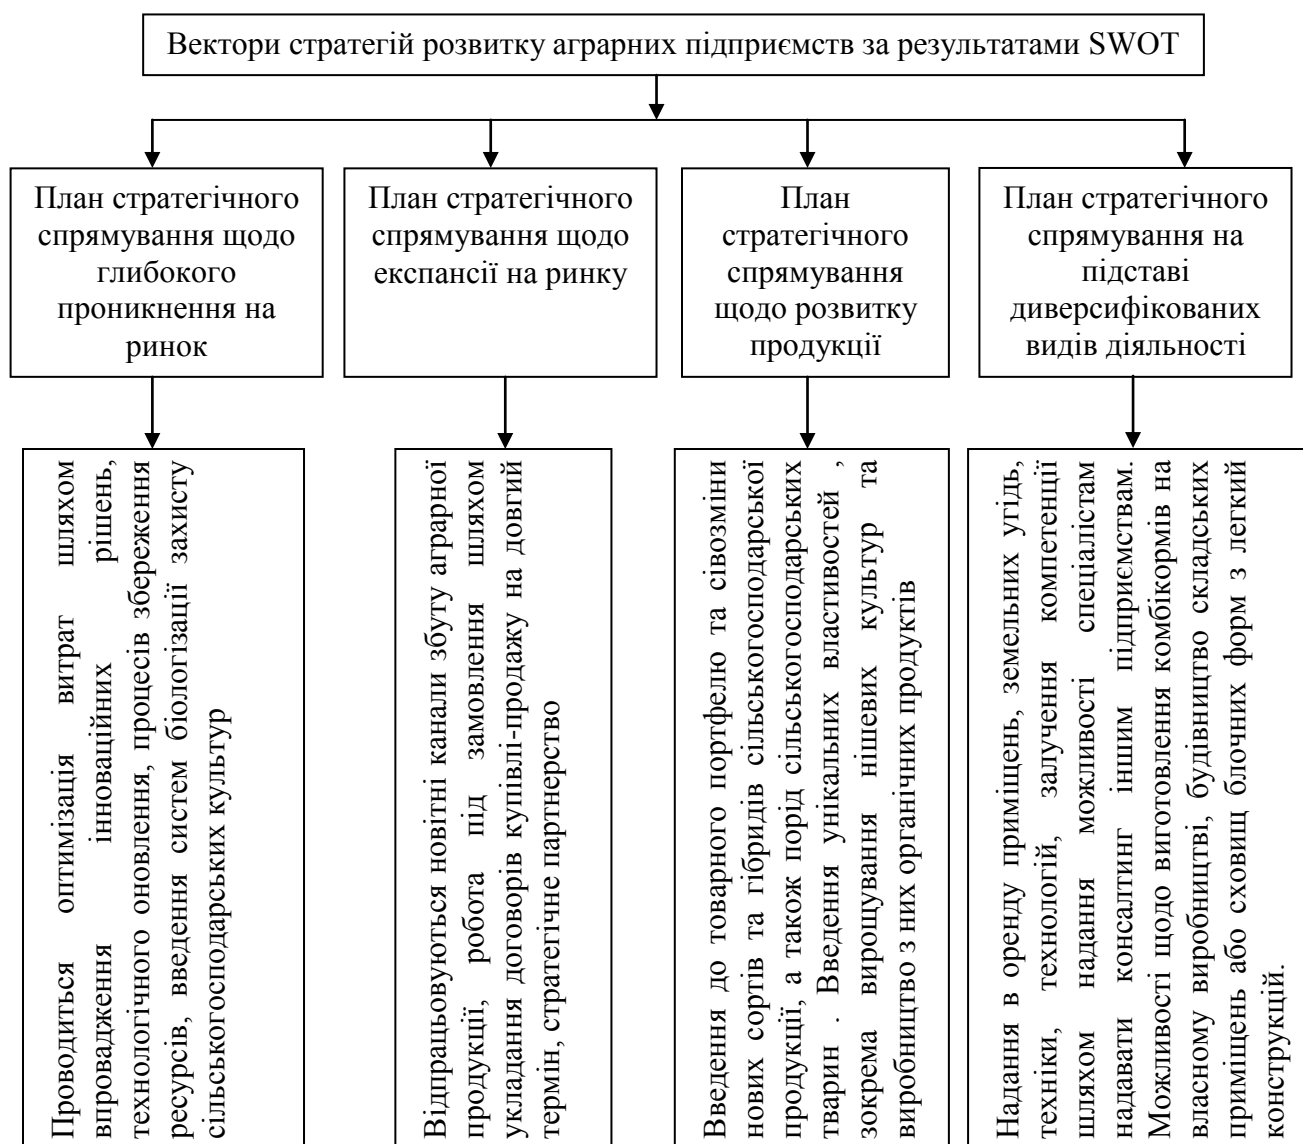 Вектори стратегій розвитку аграрних підприємств за результатами SWOT
План стратегічного
спрямування щодо
глибокого
проникнення на
ринок
План стратегічного
спрямування щодо
експансії на ринку
План
стратегічного
спрямування
щодо розвитку
продукції
План стратегічного
спрямування на
підставі
диверсифікованих
видів діяльності
Проводиться оптимізація витрат шляхом
впровадження інноваційних рішень,
технологічного оновлення, процесів збереження
ресурсів, введення систем біологізації захисту
сільськогосподарських культур
Відпрацьовуються новітні канали збуту аграрної
продукції, робота під замовлення шляхом
укладання договорів купівлі-продажу на довгий
термін, стратегічне партнерство
Введення до товарного портфелю та сівозміни
нових сортів та гібридів сільськогосподарської
продукції, а також порід сільськогосподарських
тварин . Введення унікальних властивостей ,
зокрема вирощування нішевих культур та
виробництво з них органічних продуктів
Надання в оренду приміщень, земельних угідь,
техніки, технологій, залучення компетенції
шляхом надання можливості спеціалістам
надавати консалтинг іншим підприємствам.
Можливості щодо виготовлення комбікормів на
власному виробництві, будівництво складських
приміщень або сховищ блочних форм з легкий
конструкцій.